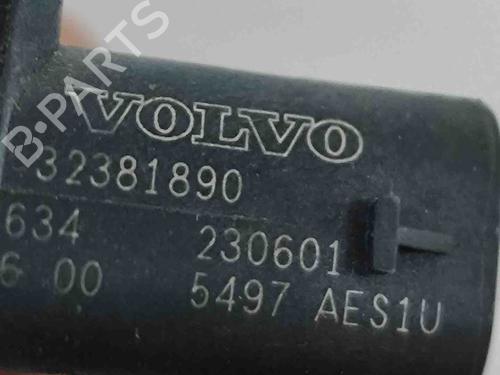 VOLVO
32381890
634 230601
6 00 5497 AES1U
B-PARTS